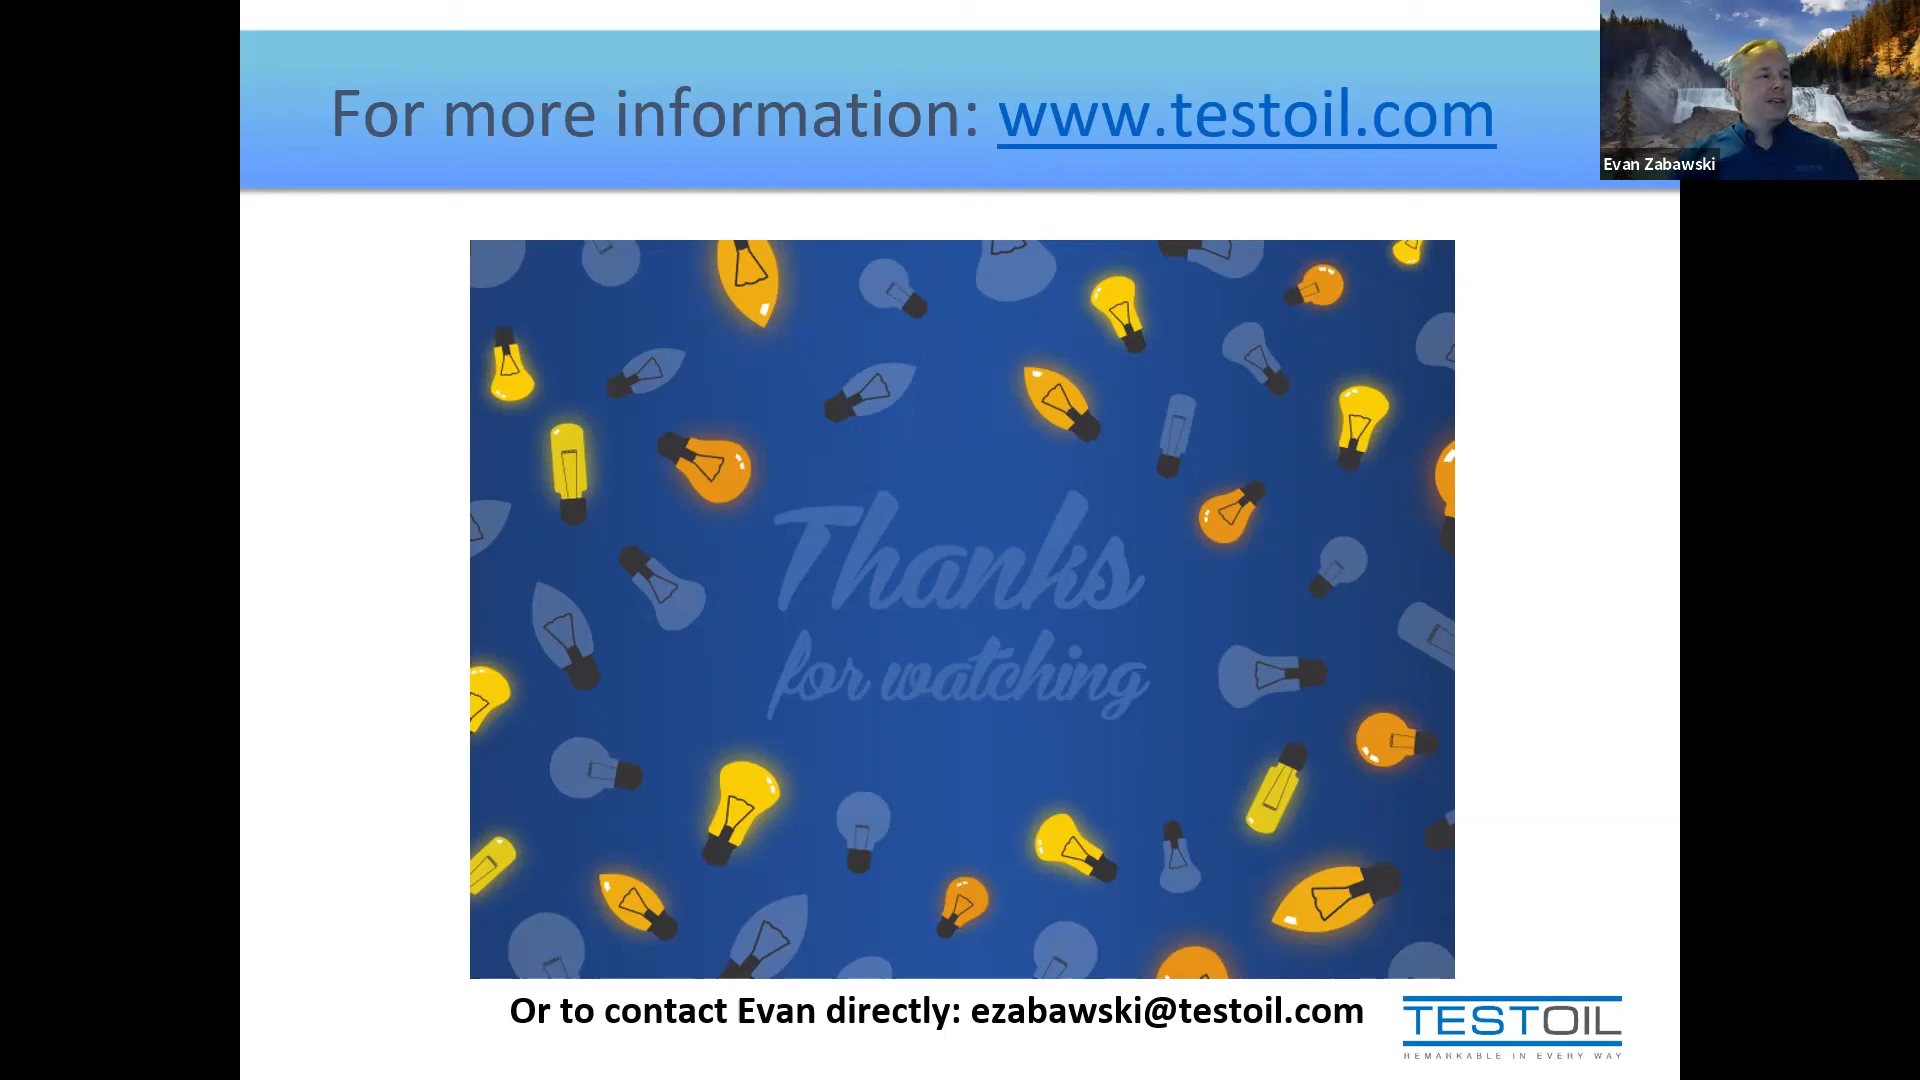 For more information: www.testoil.com
Evan Zabawski
Thanks
for watching
Or to contact Evan directly: ezabawski@testoil.com
TESTOIL
REMARKABLE IN EVERY WAY